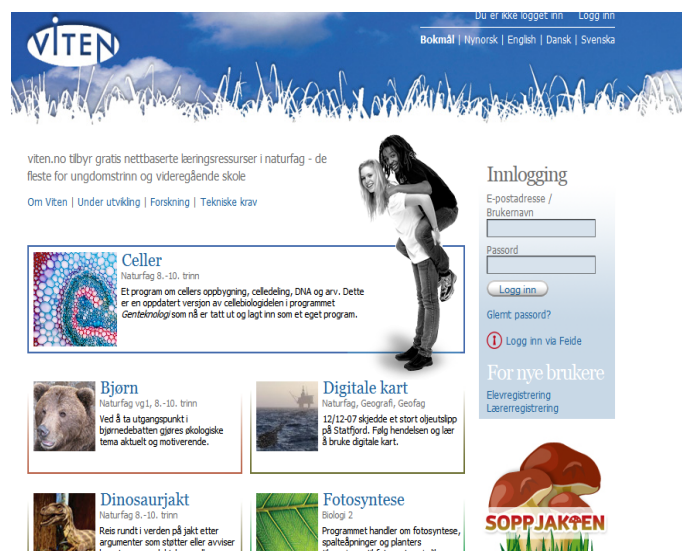 Du er ikke logget inn Logg inn
VITEN
Bokmål | Nynorsk | English | Dansk | Svenska
viten.no tilbyr gratis nettbaserte læringsressurser i naturfag - de
fleste for ungdomstrinn og videregående skole
Om Viten | Under utvikling | Forskning | Tekniske krav
Celler
Naturfag 8.-10. trinn
Et program om cellers oppbygning, celledeling, DNA og arv. Dette
er en oppdatert versjon av cellebiologidelen i programmet
Genteknologi som nå er tatt ut og lagt inn som et eget program.
Bjørn
Naturfag vg1, 8.-10. trinn
Ved å ta utgangspunkt i
bjørnedebatten gjøres økologiske
tema aktuelt og motiverende.
Digitale kart
Naturfag, Geografi, Geofag
12/12-07 skjedde et stort oljeutslipp
på Statfjord. Følg hendelsen og lær
å bruke digitale kart.
Dinosaurjakt
Naturfag 8.-10. trinn
Reis rundt i verden på jakt etter
argumenter som støtter eller avviser
Fotosyntese
Biologi 2
Programmet handler om fotosyntese,
spalteåpninger og planters
Innlogging
E-postadresse /
Brukernavn
Passord
Logg inn
Glemt passord?
Logg inn via Feide
For nye brukere
Elevregistrering
Lærerregistrering
SOPPJAKTEN